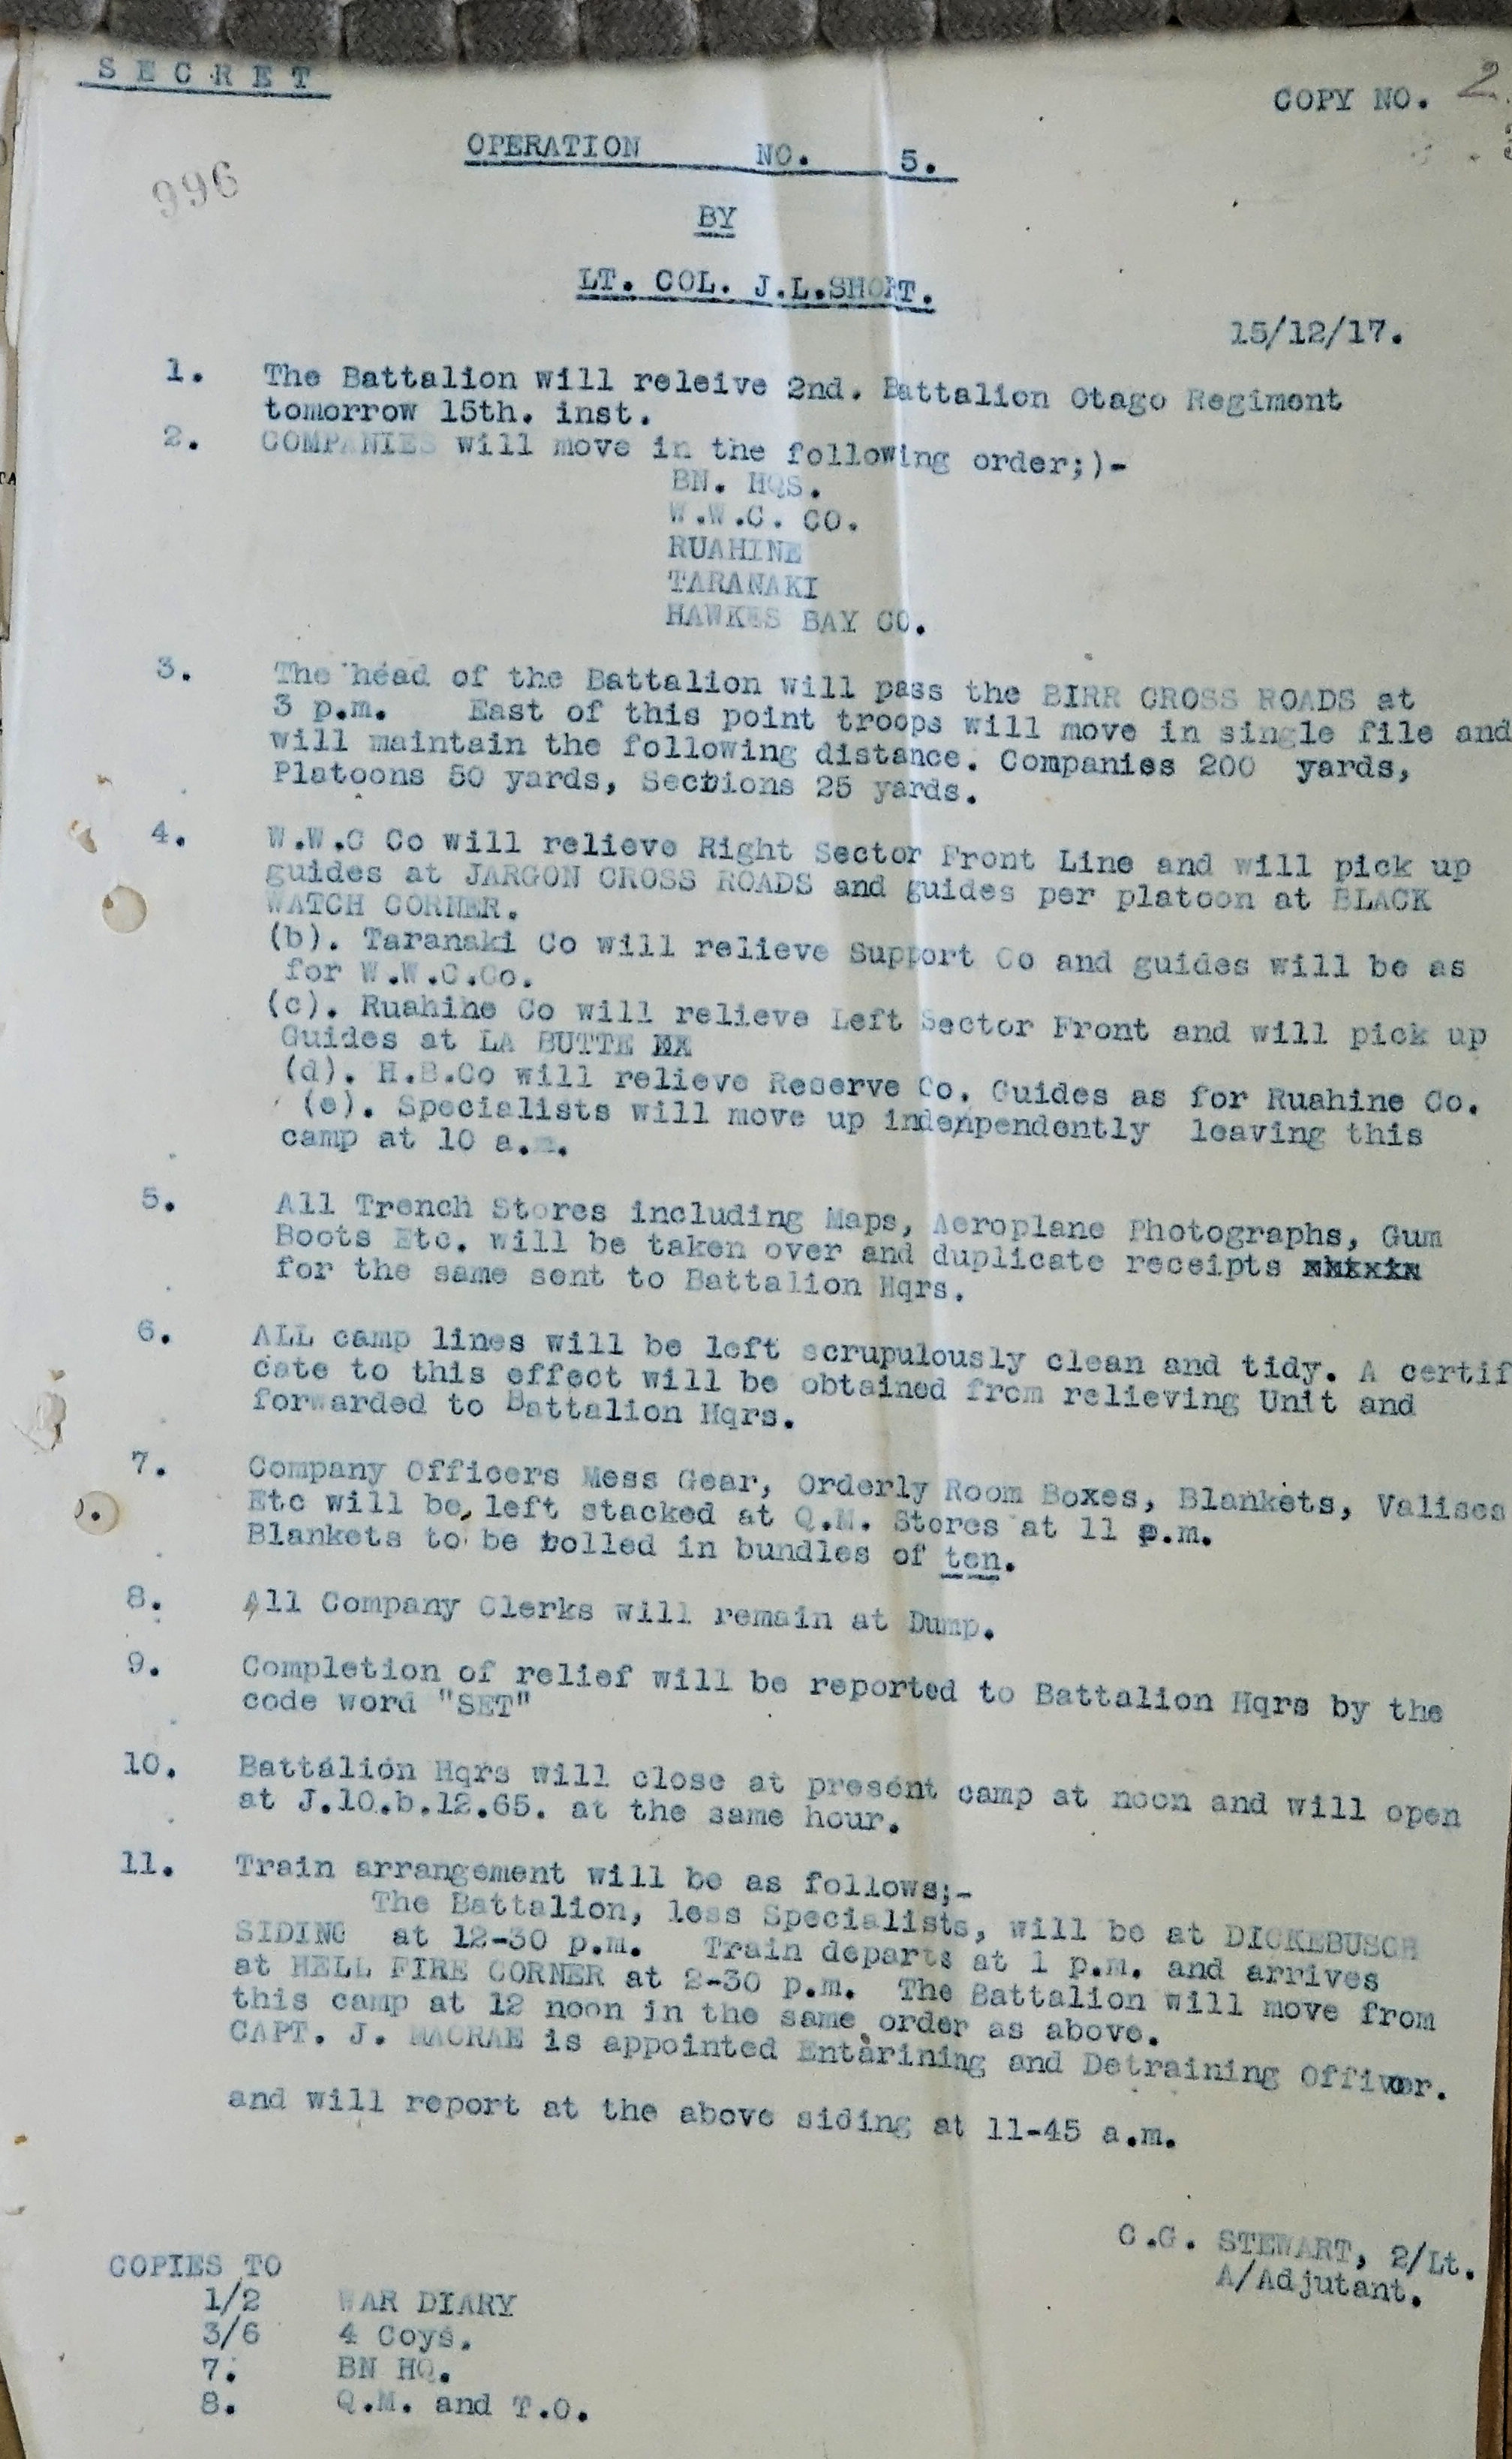 SECRET
COPY NO. 2
OPERATION NO. 5.
996
BY
LT. COL. J.L.SHORT.
15/12/17.
1. The Battalion will releive 2nd. Battalion Otago Regiment
tomorrow 15th. inst.
2. COMPANIES will move in the following order;)-
BN. HQS.
W.W.C. CO.
RUAHINE
TARANAKI
HAWKES BAY CO.
3. The head of the Battalion will pass the BIRR CROSS ROADS at
3 p.m. East of this point troops will move in single file and
will maintain the following distance. Companies 200 yards,
Platoons 50 yards, Sections 25 yards.
4. W.W.C Co will relieve Right Sector Front Line and will pick up
guides at JARGON CROSS ROADS and guides per platoon at BLACK
WATCH CORNER.
(b). Taranaki Co will relieve Support Co and guides will be as
for W.W.C.Co.
(c). Ruahine Co will relieve Left Sector Front and will pick up
Guides at LA BUTTE
(d). H.B.Co will relieve Reserve Co. Guides as for Ruahine Co.
(e). Specialists will move up indenpendently leaving this
camp at 10 a.m.
5. All Trench Stores including Maps, Aeroplane Photographs, Gum
Boots Etc. will be taken over and duplicate receipts
for the same sent to Battalion Hqrs.
6. ALL camp lines will be left scrupulously clean and tidy. A certif
cate to this effect will be obtained from relieving Unit and
forwarded to Battalion Hqrs.
7. Company Officers Mess Gear, Orderly Room Boxes, Blankets, Valises
Etc will be, left stacked at Q.M. Stores at 11 p.m.
Blankets to be rolled in bundles of ten.
8. All Company Clerks will remain at Dump.
9. Completion of relief will be reported to Battalion Hqrs by the
code word "SET"
10. Battalion Hqrs will close at present camp at noon and will open
at J.10.b.12.65. at the same hour.
11. Train arrangement will be as follows;-
The Battalion, less Specialists, will be at DICKEBUSCH
SIDING at 12-30 p.m. Train departs at 1 p.m. and arrives
at HELL FIRE CORNER at 2-30 p.m. The Battalion will move from
this camp at 12 noon in the same order as above.
CAPT. J. MACRAE is appointed Entarining and Detraining Officer.
and will report at the above siding at 11-45 a.m.
C.G. STEWART, 2/Lt.
A/Adjutant.
COPIES TO
1/2 WAR DIARY
3/6 4 Coys.
7. BN HQ.
8. Q.M. and T.O.